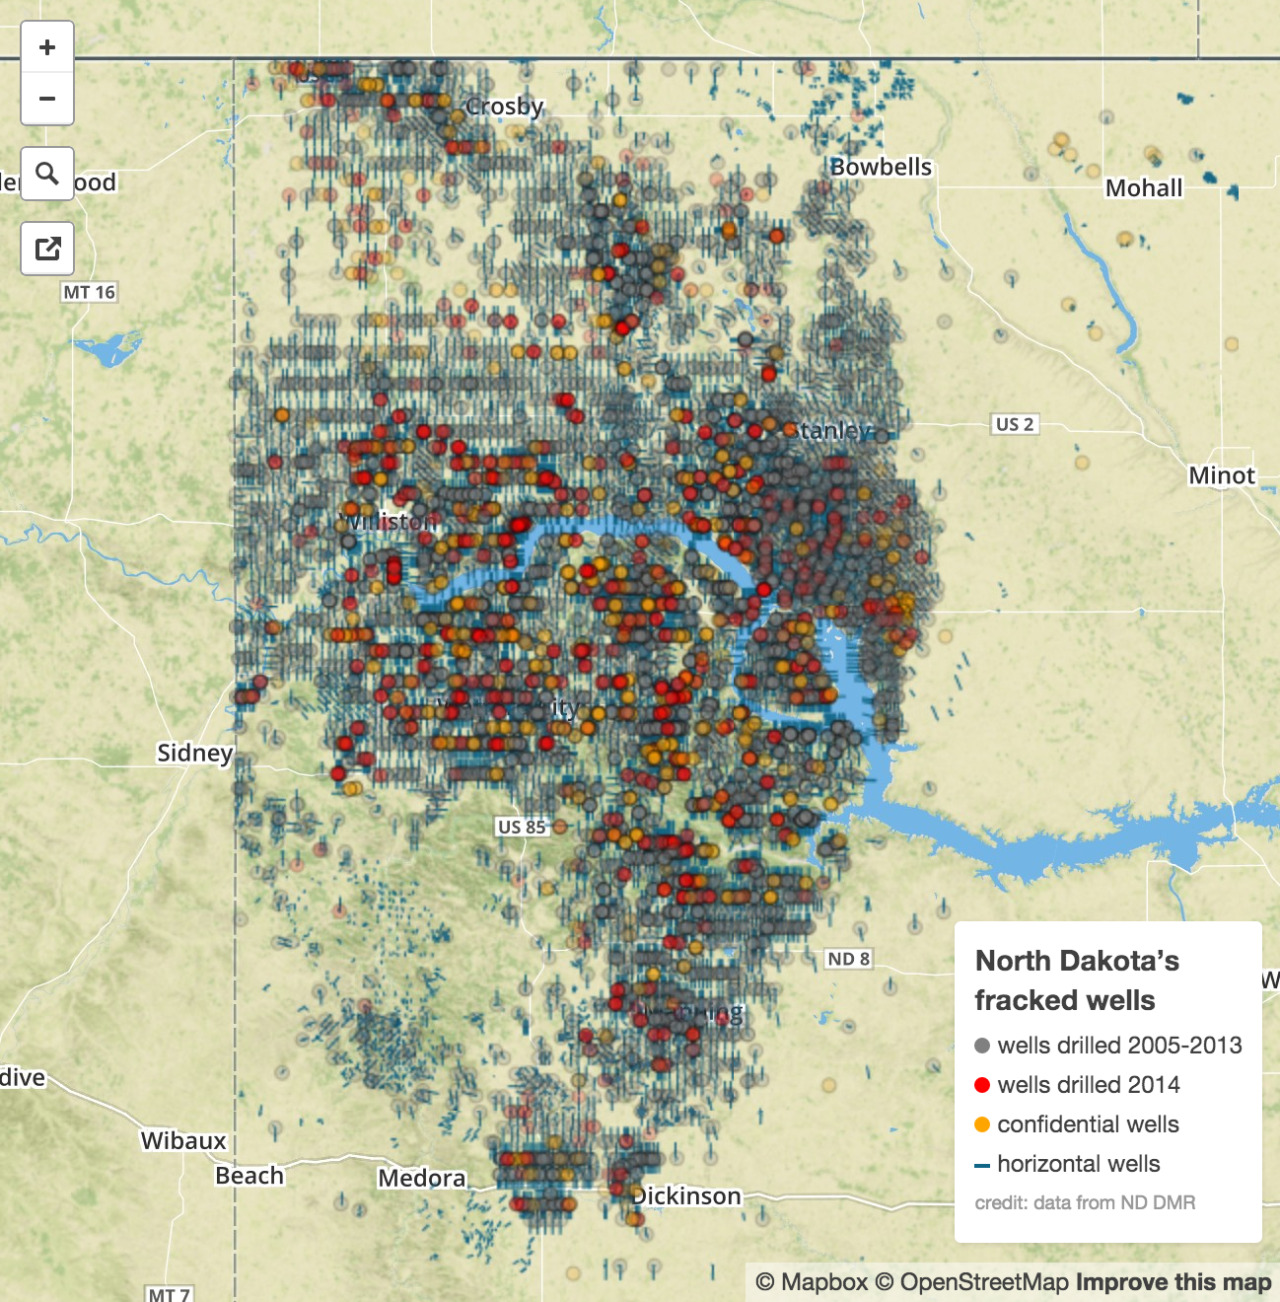 +
Crosby
−
Bowbells
ood
Mohall
MT 16
US 2
Stanley
Minot
Williston
ity
Sidney
US 85
North Dakota's
fracked wells
ND 8
wells drilled 2005-2013
dive
wells drilled 2014
confidential wells
Wibaux
horizontal wells
Beach
Medora
Dickinson
credit: data from ND DMR
MT 7
© Mapbox © OpenStreetMap Improve this map